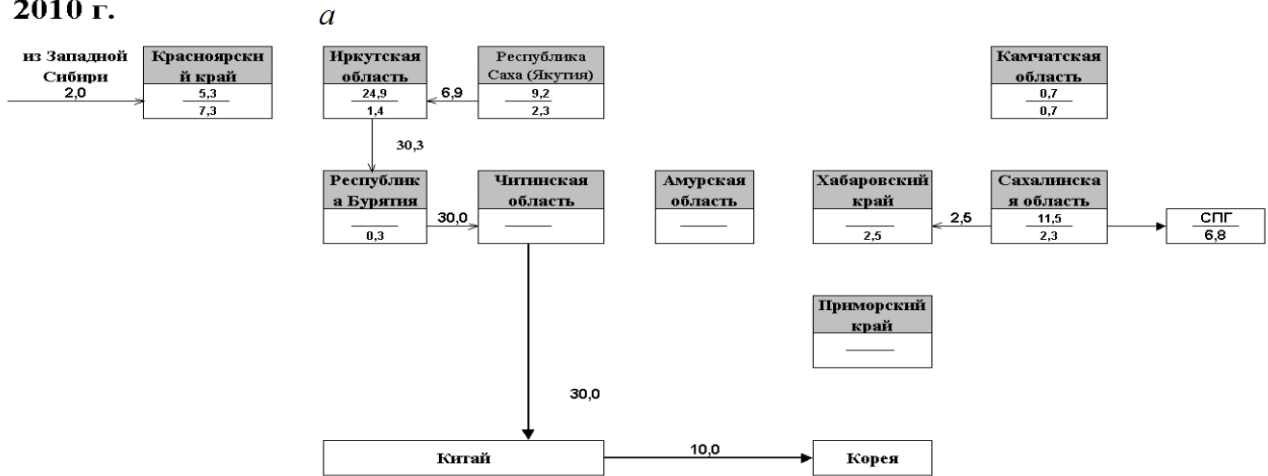 2010 г.
а
из Западной
Сибири
2,0
Красноярски
й край
5,3
7,3
Иркутская
область
24,9
1,4
6,9
Республика
Саха (Якутия)
9,2
2,3
Камчатская
область
0,7
0,7
30,3
Республик
а Бурятия
0,3
30,0
Читинская
область
Амурская
область
Хабаровский
край
2,5
2,5
Сахалинска
я область
11,5
2,3
СПГ
6,8
Приморский
край
30,0
Китай
10,0
Корея